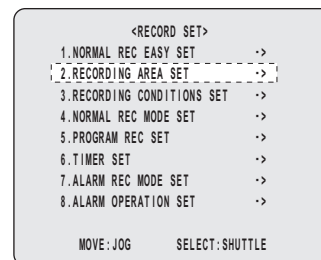 <RECORD SET>
1.NORMAL REC EASY SET ->
2.RECORDING AREA SET ->
3.RECORDING CONDITIONS SET ->
4.NORMAL REC MODE SET ->
5.PROGRAM REC SET ->
6.TIMER SET ->
7.ALARM REC MODE SET ->
8.ALARM OPERATION SET ->
MOVE:JOG SELECT:SHUTTLE